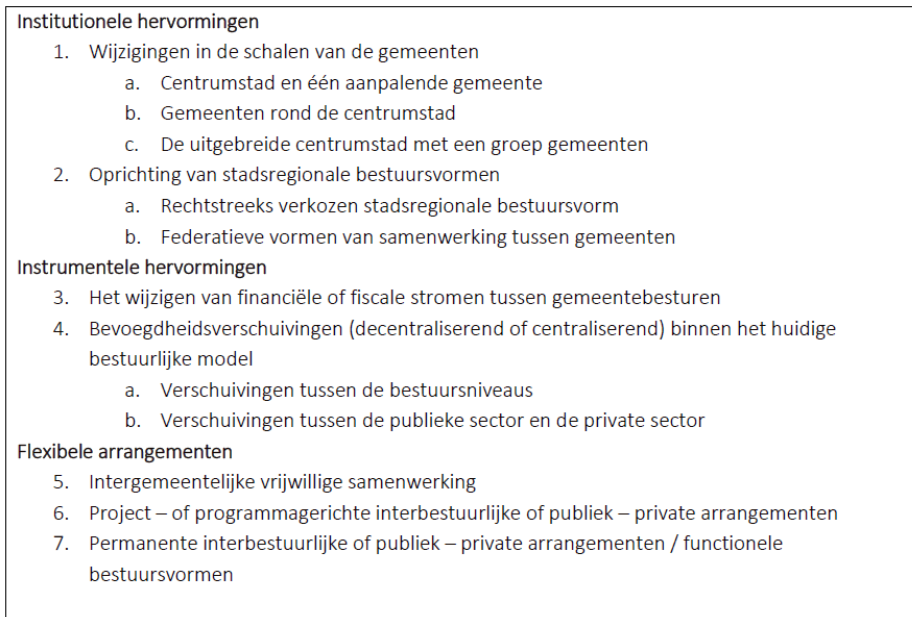 Institutionele hervormingen
1. Wijzigingen in de schalen van de gemeenten
a. Centrumstad en één aanpalende gemeente
b. Gemeenten rond de centrumstad
c. De uitgebreide centrumstad met een groep gemeenten
2. Oprichting van stadsregionale bestuursvormen
a. Rechtstreeks verkozen stadsregionale bestuursvorm
b. Federatieve vormen van samenwerking tussen gemeenten
Instrumentele hervormingen
3. Het wijzigen van financiële of fiscale stromen tussen gemeentebesturen
4. Bevoegdheidsverschuivingen (decentraliserend of centraliserend) binnen het huidige
bestuurlijke model
a. Verschuivingen tussen de bestuursniveaus
b. Verschuivingen tussen de publieke sector en de private sector
Flexibele arrangementen
5. Intergemeentelijke vrijwillige samenwerking
6. Project – of programmagerichte interbestuurlijke of publiek – private arrangementen
7. Permanente interbestuurlijke of publiek – private arrangementen / functionele
bestuursvormen